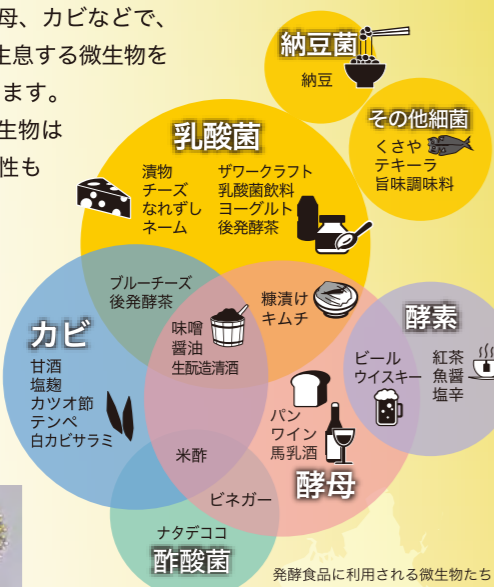 母、カビなどで、
生息する微生物を
ます。
生物は
性も
納豆菌
納豆
その他細菌
くさや
テキーラ
旨味調味料
乳酸菌
漬物
チーズ
なれずし
ネーム
ザワークラフト
乳酸菌飲料
ヨーグルト
後発酵茶
ブルーチーズ
後発酵茶
味噌
醤油
生酛造清酒
糠漬け
キムチ
カビ
甘酒
塩麹
カツオ節
テンペ
白カビサラミ
酵素
ビール
ウイスキー
紅茶
魚醤
塩辛
パン
ワイン
馬乳酒
酵母
米酢
ビネガー
ナタデココ
酢酸菌
発酵食品に利用される微生物たち